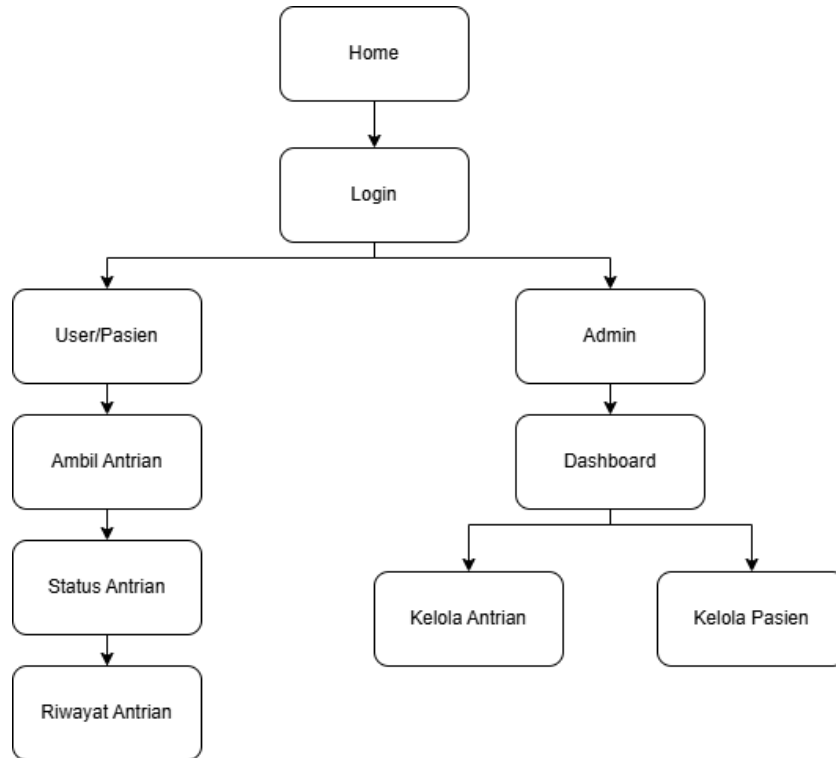 Home
Login
User/Pasien
Admin
Ambil Antrian
Dashboard
Status Antrian
Kelola Antrian
Kelola Pasien
Riwayat Antrian